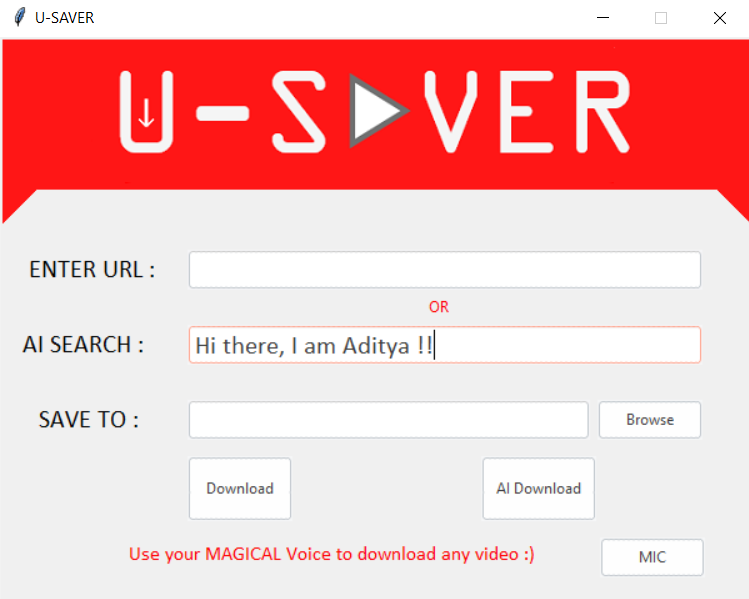 U-SAVER
U-S▶VER
ENTER URL :
OR
AI SEARCH : Hi there, I am Aditya !!
SAVE TO : Browse
Download AI Download
Use your MAGICAL Voice to download any video :) MIC